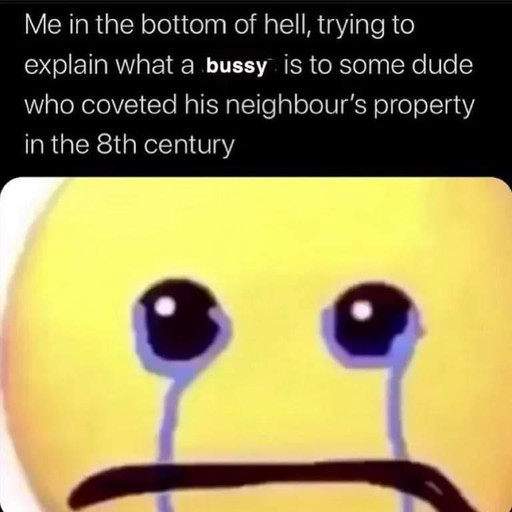 Me in the bottom of hell, trying to
explain what a bussy is to some dude
who coveted his neighbour's property
in the 8th century